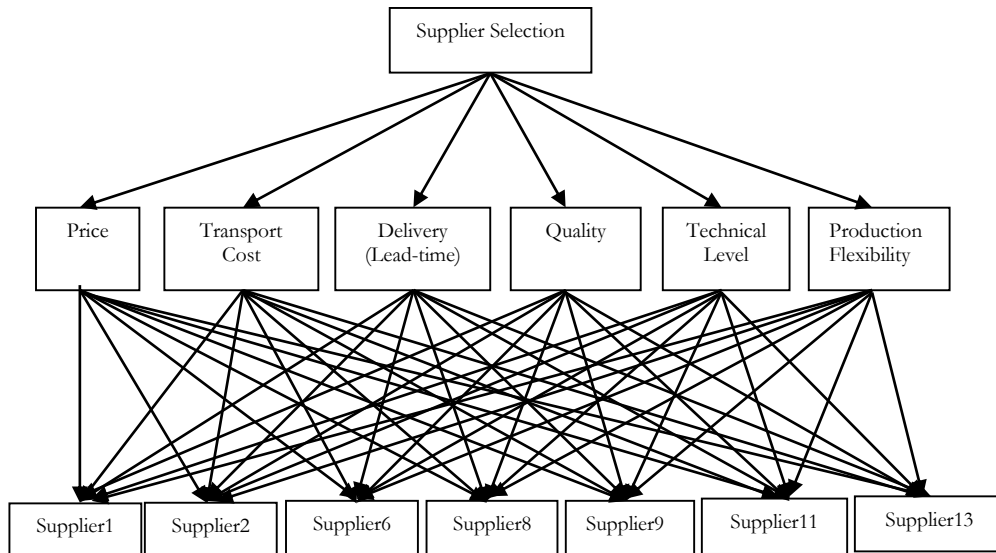 Supplier Selection
Price
Transport
Cost
Delivery
(Lead-time)
Quality
Technical
Level
Production
Flexibility
Supplier1
Supplier2
Supplier6
Supplier8
Supplier9
Supplier11
Supplier13